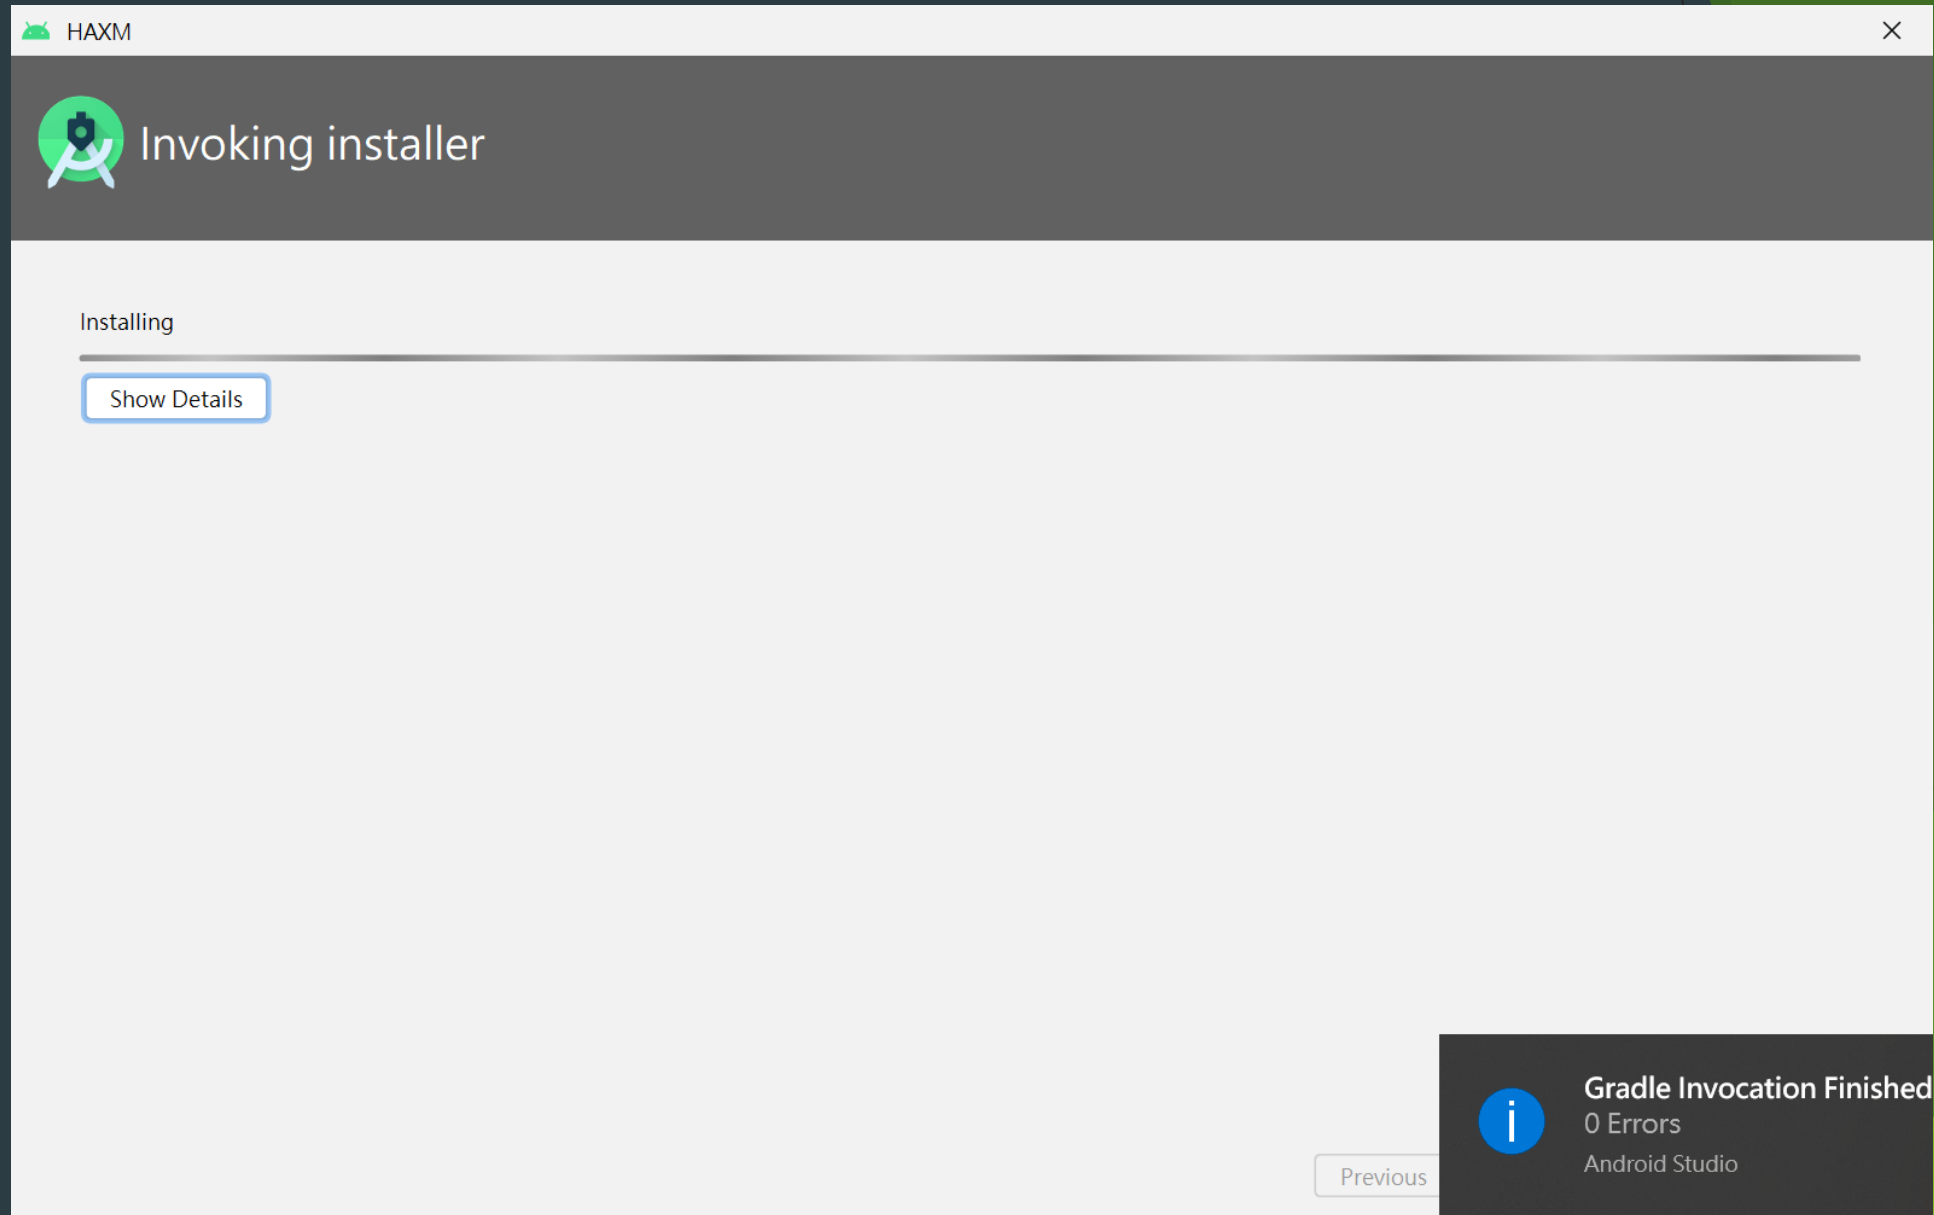 HAXM
Invoking installer
Installing
Show Details
Gradle Invocation Finished
0 Errors
Android Studio
Previous